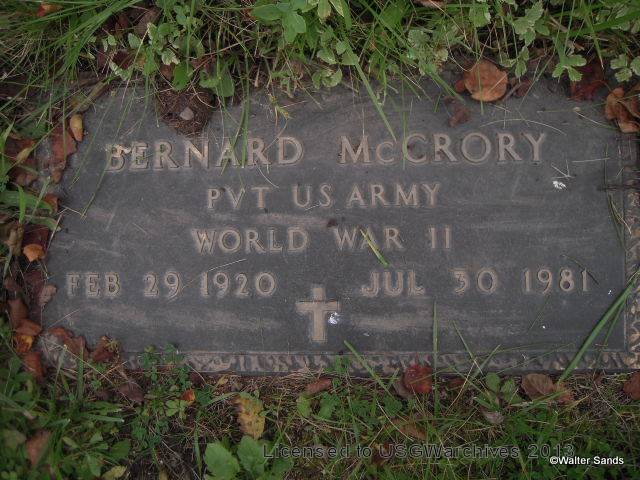 BERNARD McCRORY
PVT US ARMY
WORLD WAR II
FEB 29 1920 JUL 30 1981
Licensed to USGWarchives 2013
©Walter Sands